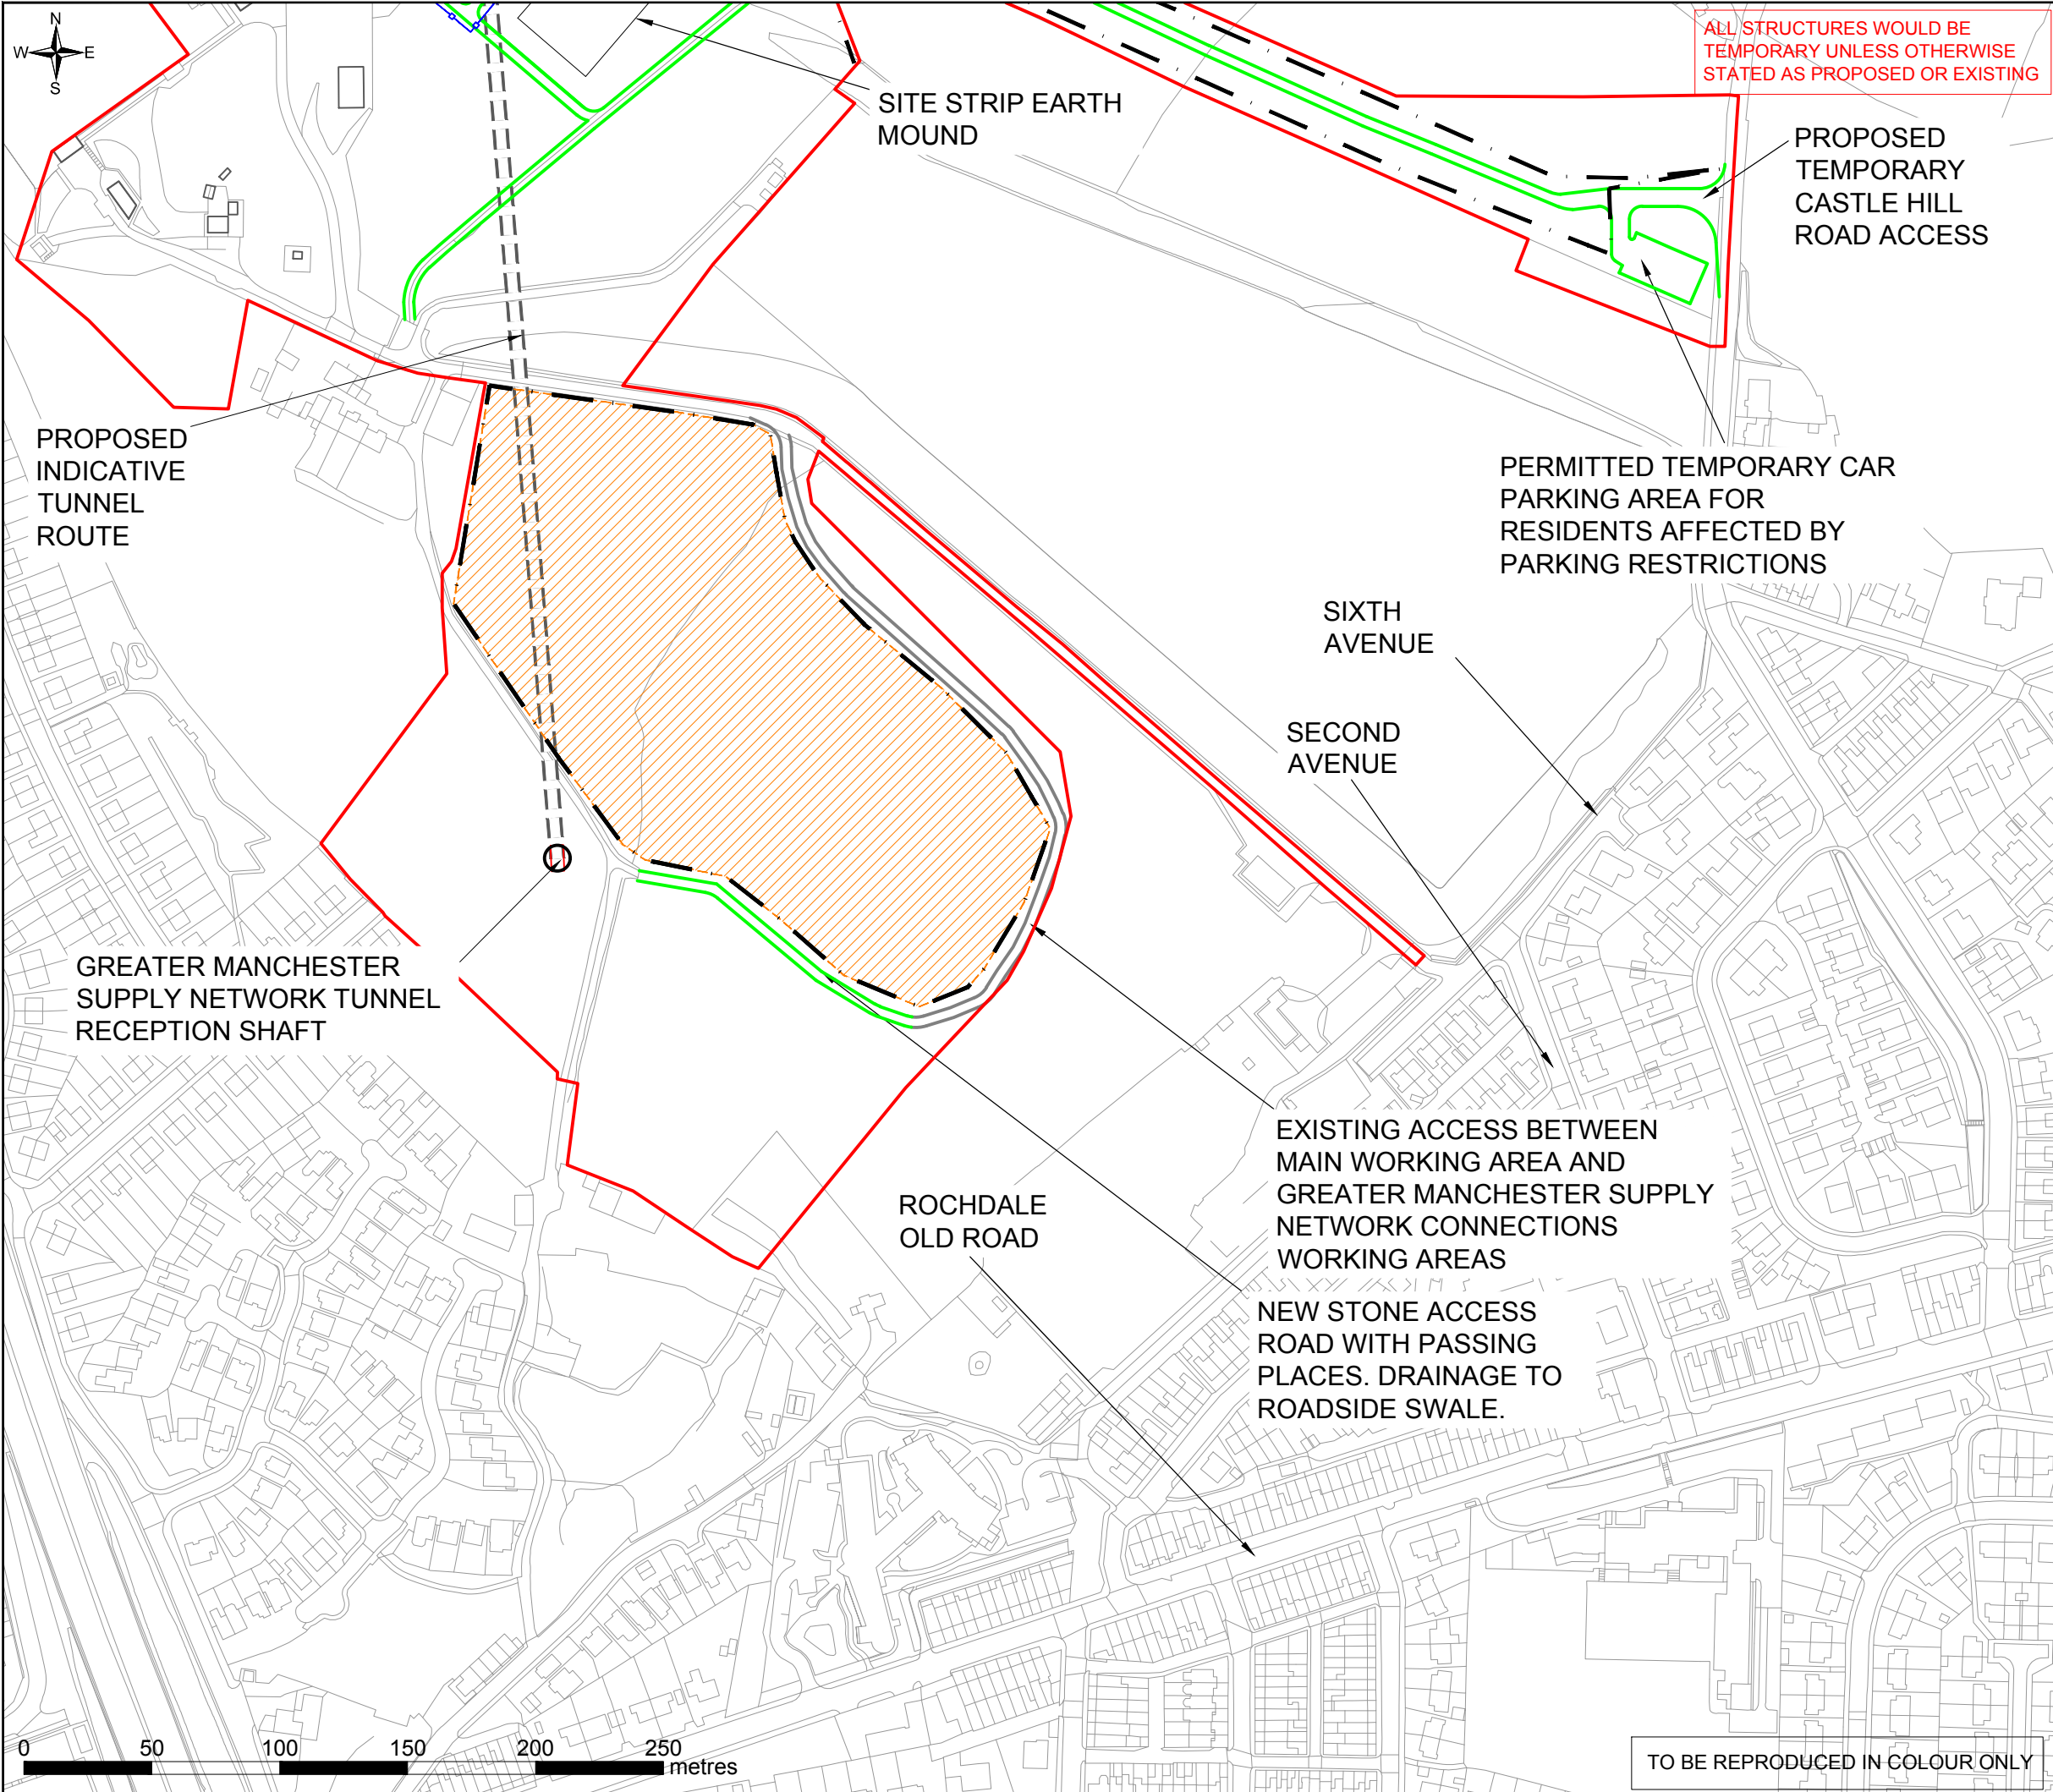 N
W E
S
ALL STRUCTURES WOULD BE
TEMPORARY UNLESS OTHERWISE
STATED AS PROPOSED OR EXISTING
SITE STRIP EARTH
MOUND
PROPOSED
TEMPORARY
CASTLE HILL
ROAD ACCESS
PROPOSED
INDICATIVE
TUNNEL
ROUTE
PERMITTED TEMPORARY CAR
PARKING AREA FOR
RESIDENTS AFFECTED BY
PARKING RESTRICTIONS
SIXTH
AVENUE
SECOND
AVENUE
GREATER MANCHESTER
SUPPLY NETWORK TUNNEL
RECEPTION SHAFT
EXISTING ACCESS BETWEEN
MAIN WORKING AREA AND
GREATER MANCHESTER SUPPLY
NETWORK CONNECTIONS
WORKING AREAS
ROCHDALE
OLD ROAD
NEW STONE ACCESS
ROAD WITH PASSING
PLACES. DRAINAGE TO
ROADSIDE SWALE.
0 50 100 150 200 250
metres
TO BE REPRODUCED IN COLOUR ONLY